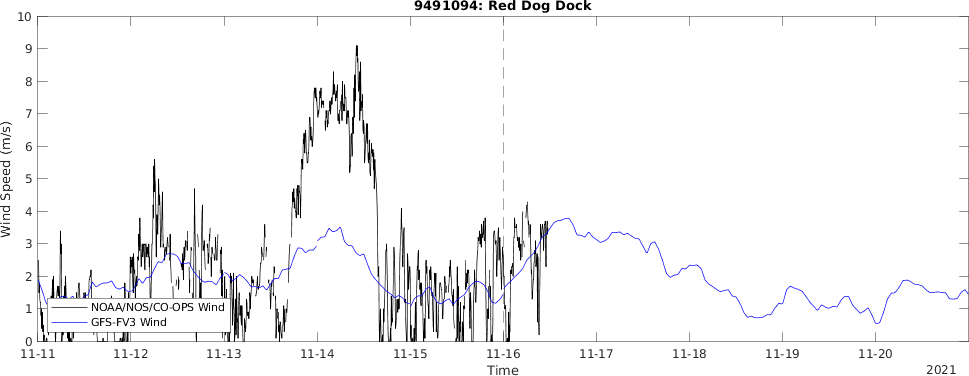 9491094: Red Dog Dock
10
9
8
7
6
5
4
3
2
1
0
Wind Speed (m/s)
NOAA/NOS/CO-OPS Wind
GFS-FV3 Wind
11-11 11-12 11-13 11-14 11-15 11-16 11-17 11-18 11-19 11-20
Time
2021